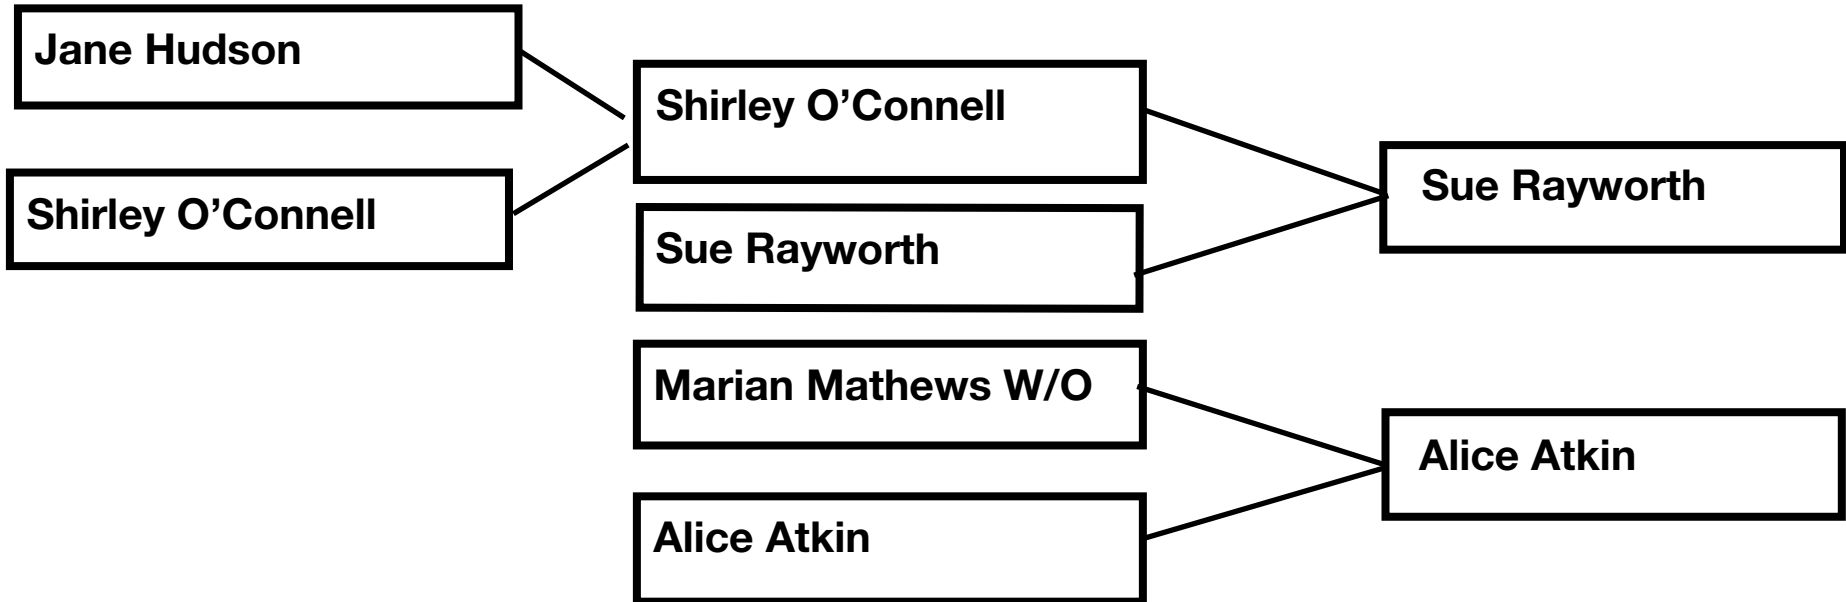 Jane Hudson
Shirley O’Connell
Shirley O’Connell
Sue Rayworth
Marian Mathews W/O
Alice Atkin
Sue Rayworth
Alice Atkin